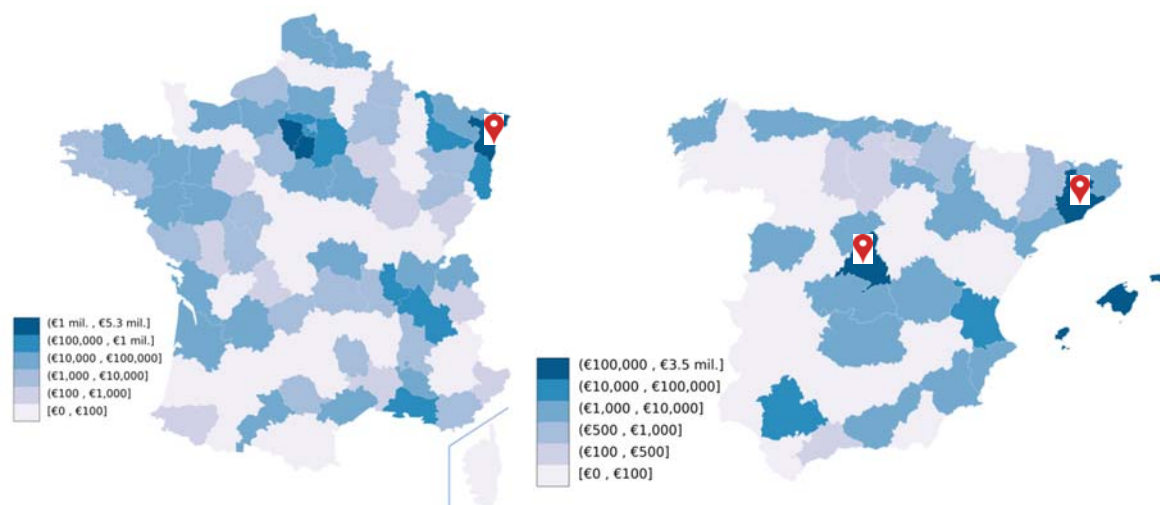 (€1 mil. , €5.3 mil.]
(€100,000 , €1 mil.]
(€10,000 , €100,000]
(€1,000 , €10,000]
(€100 , €1,000]
[€0 , €100]
(€100,000 , €3.5 mil.]
(€10,000 , €100,000]
(€1,000 , €10,000]
(€500 , €1,000]
(€100 , €500]
[€0 , €100]